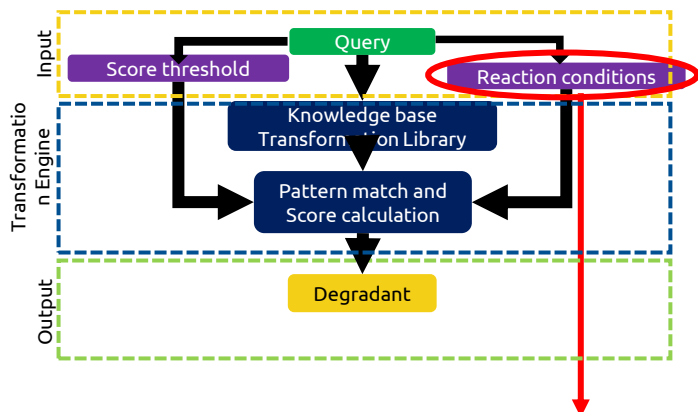 Input
Query
Score threshold
Reaction conditions
Transformatio
n Engine
Knowledge base
Transformation Library
Pattern match and
Score calculation
Output
Degradant